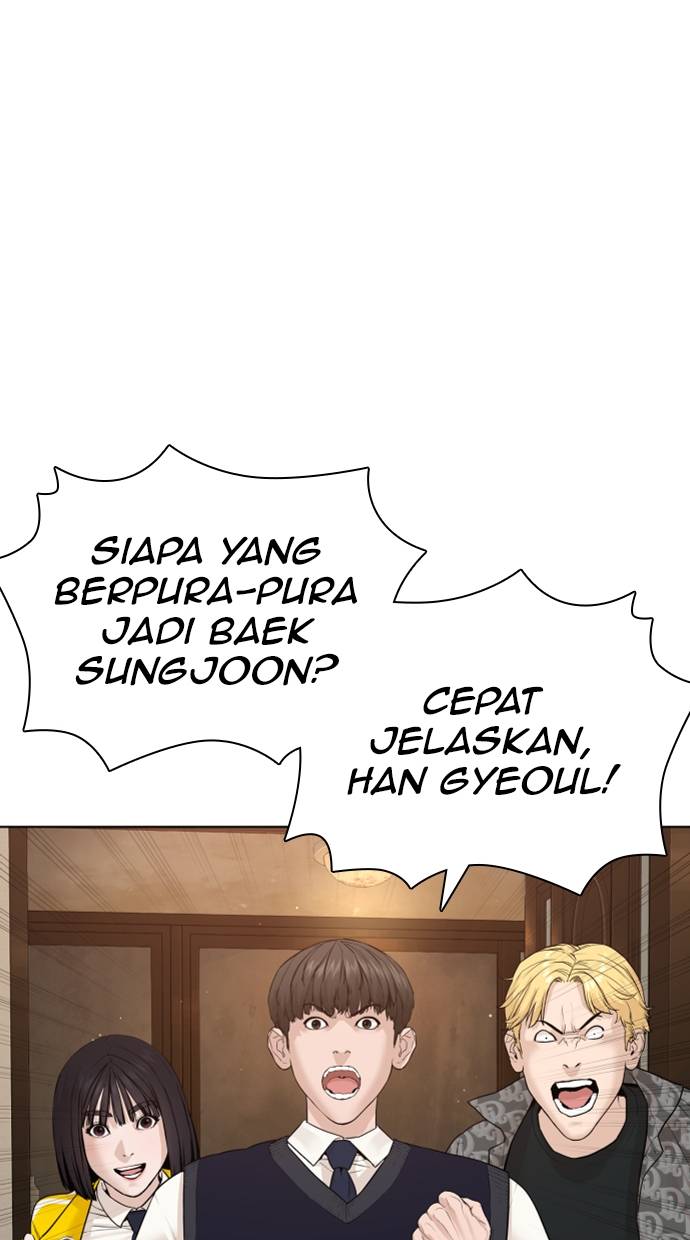 SIAPA YANG
BERPURA-PURA
JADI BAEK
SUNGJOON?
CEPAT
JELASKAN,
HAN GYEOUL!